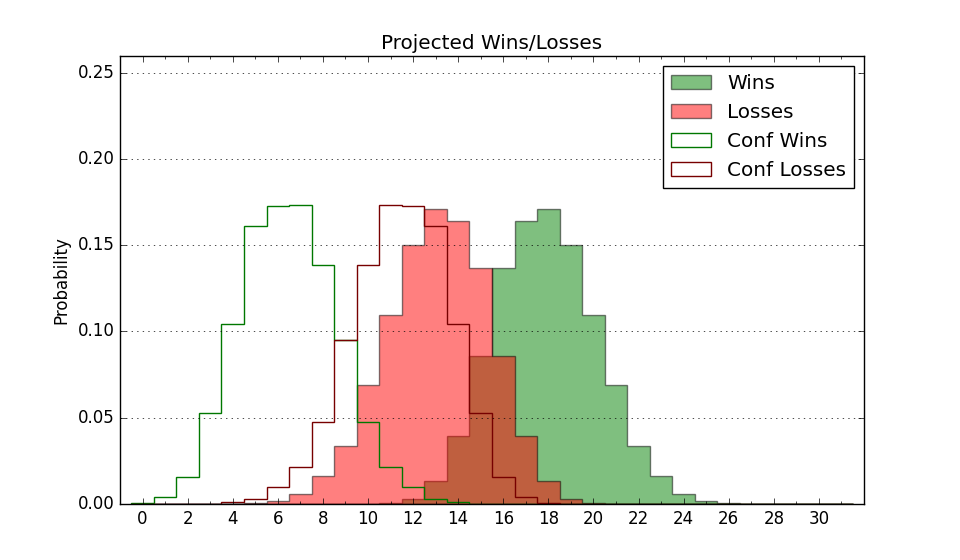 Projected Wins/Losses
0.25
0.20
0.15
0.10
0.05
0.00
Probability
Wins
Losses
Conf Wins
Conf Losses
0 2 4 6 8 10 12 14 16 18 20 22 24 26 28 30